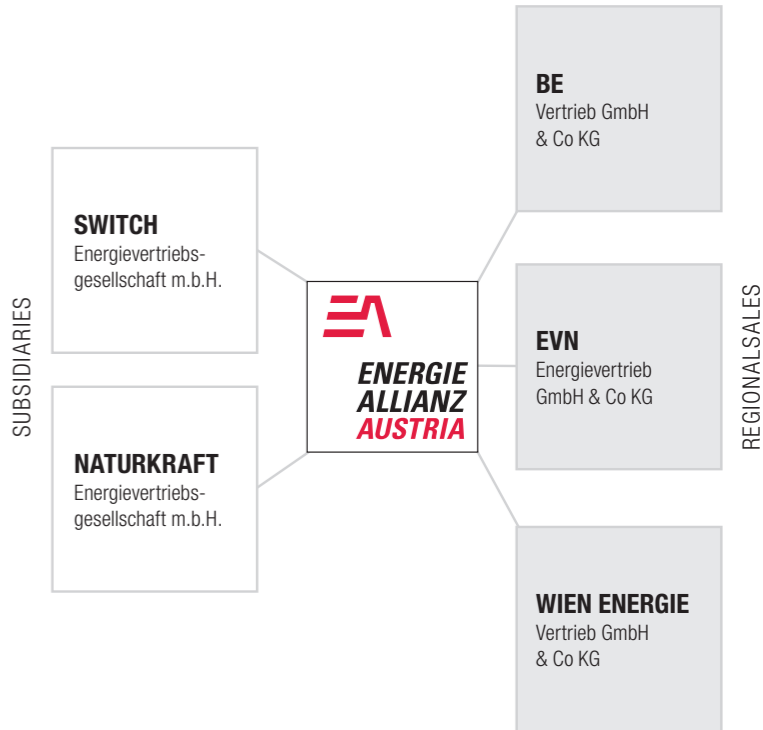 SUBSIDIARIES
SWITCH
Energievertriebs-
gesellschaft m.b.H.
NATURKRAFT
Energievertriebs-
gesellschaft m.b.H.
EA
ENERGIE
ALLIANZ
AUSTRIA
BE
Vertrieb GmbH
& Co KG
EVN
Energievertrieb
GmbH & Co KG
WIEN ENERGIE
Vertrieb GmbH
& Co KG
REGIONALSALES